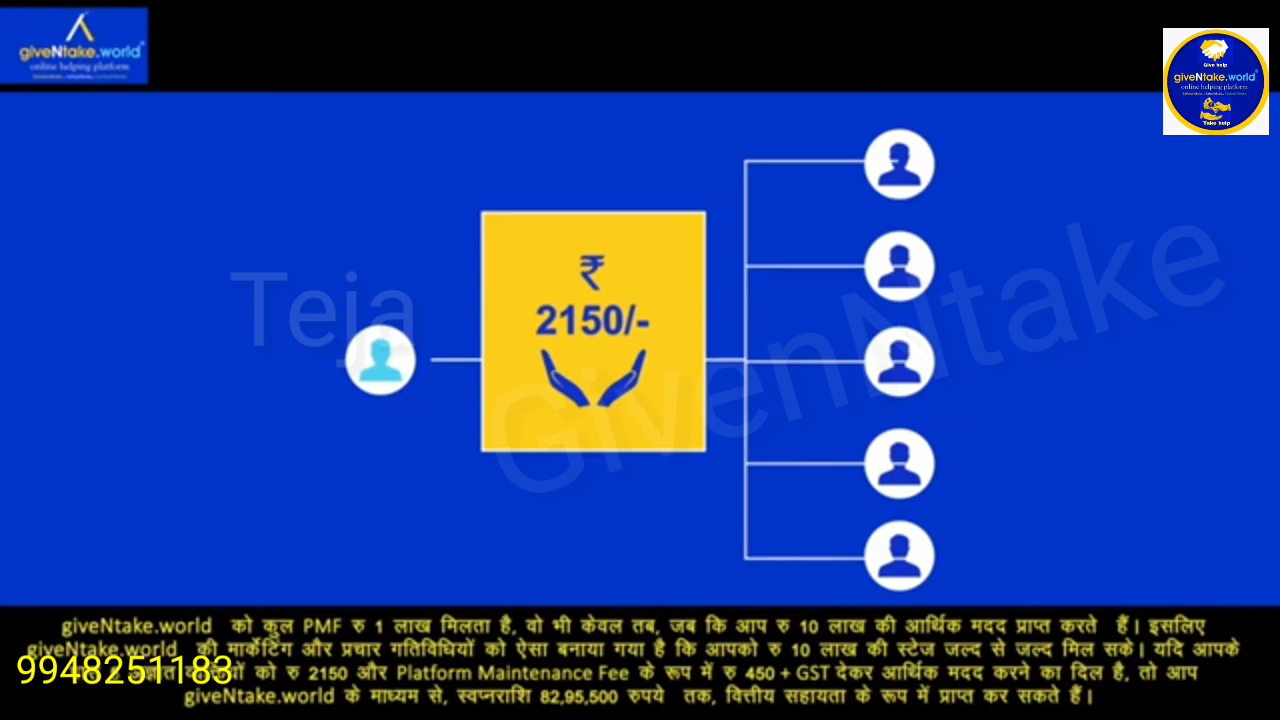 giveNtake.world
online helping platform
Give help
giveNtake.world
online helping platform
Take help
Teja
GivenNtake
₹
2150/-
giveNtake.world को कुल PMF रु 1 लाख मिलता है, वो भी केवल तब, जब कि आप रु 10 लाख की आर्थिक मदद प्राप्त करते हैं। इसलिए
giveNtake.world की मार्केटिंग और प्रचार गतिविधियों को ऐसा बनाया गया है कि आपको रु 10 लाख की स्टेज जल्द से जल्द मिल सके। यदि आपके
9948251183
को रु 2150 और Platform Maintenance Fee के रूप में रु 450 + GST देकर आर्थिक मदद करने का दिल है, तो आप
giveNtake.world के माध्यम से, स्वप्नराशि 82,95,500 रुपये तक, वित्तीय सहायता के रूप में प्राप्त कर सकते हैं।